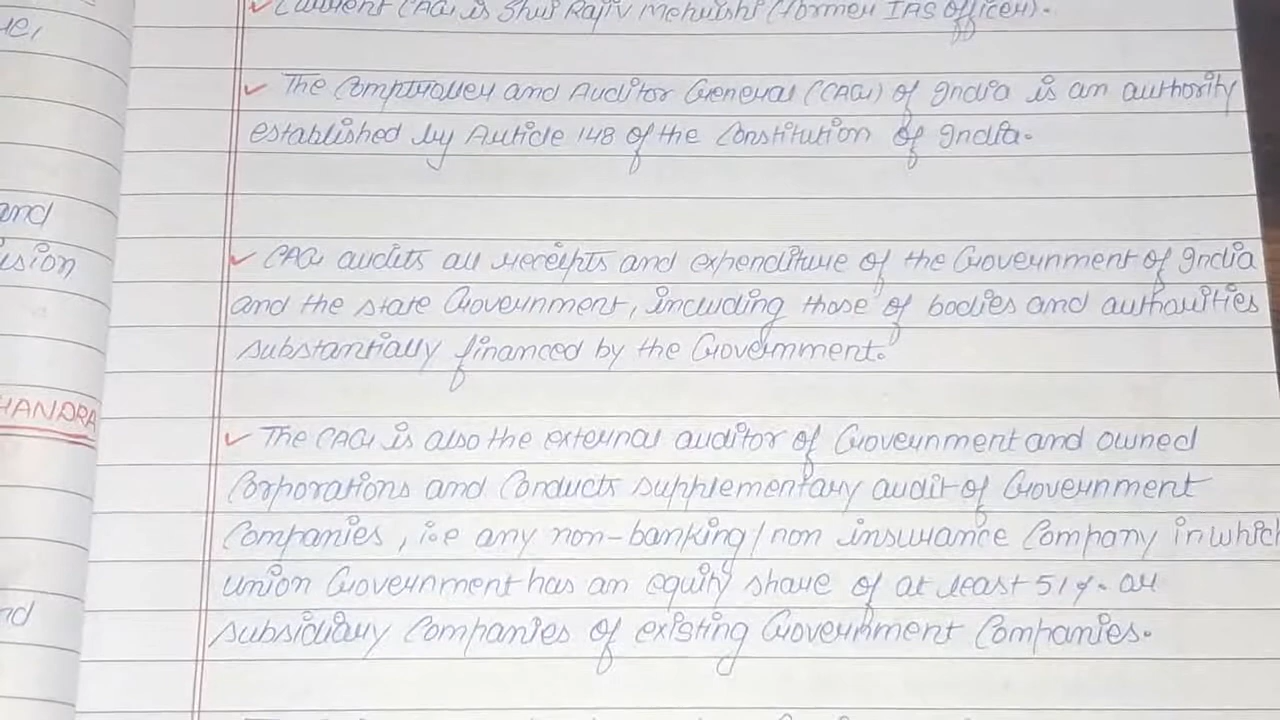 ue,
and
ision
HANDRA
nd
✓ Current CAG is Shri Rajiv Mehrishi (former IAS Officer).
✓ The Comptroller and Auditor General (CAG) of India is an authority
established by Article 148 of the Constitution of India.
✓ CAG audits all receipts and expenditure of the Government of India
and the state Government, including those of bodies and authorities
substantially financed by the Government.
✓ The CAG is also the external auditor of Government and owned
Corporations and Conducts supplementary audit of Government
Companies, i.e any non-banking/non insurance Company in which
union Government has an equity share of at least 51%. or
subsidiary Companies of existing Government Companies.